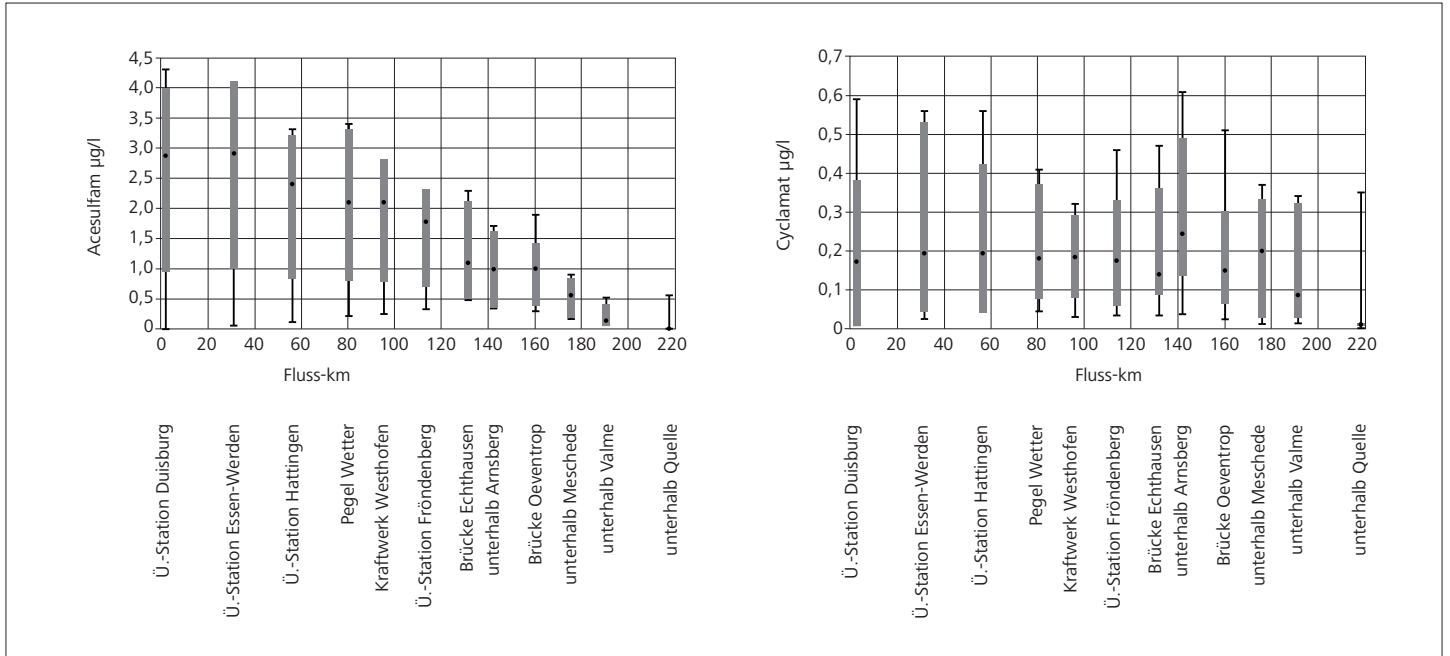 Acesulfam µg/l
4,5
4,0
3,5
3,0
2,5
2,0
1,5
1,0
0,5
0
0 20 40 60 80 100 120 140 160 180 200 220
Fluss-km
Ü.-Station Duisburg
Ü.-Station Essen-Werden
Ü.-Station Hattingen
Pegel Wetter
Kraftwerk Westhofen
Ü.-Station Fröndenberg
Brücke Echthausen
unterhalb Arnsberg
Brücke Oeventrop
unterhalb Meschede
unterhalb Valme
unterhalb Quelle
Cyclamat µg/l
0,7
0,6
0,5
0,4
0,3
0,2
0,1
0
0 20 40 60 80 100 120 140 160 180 200 220
Fluss-km
Ü.-Station Duisburg
Ü.-Station Essen-Werden
Ü.-Station Hattingen
Pegel Wetter
Kraftwerk Westhofen
Ü.-Station Fröndenberg
Brücke Echthausen
unterhalb Arnsberg
Brücke Oeventrop
unterhalb Meschede
unterhalb Valme
unterhalb Quelle